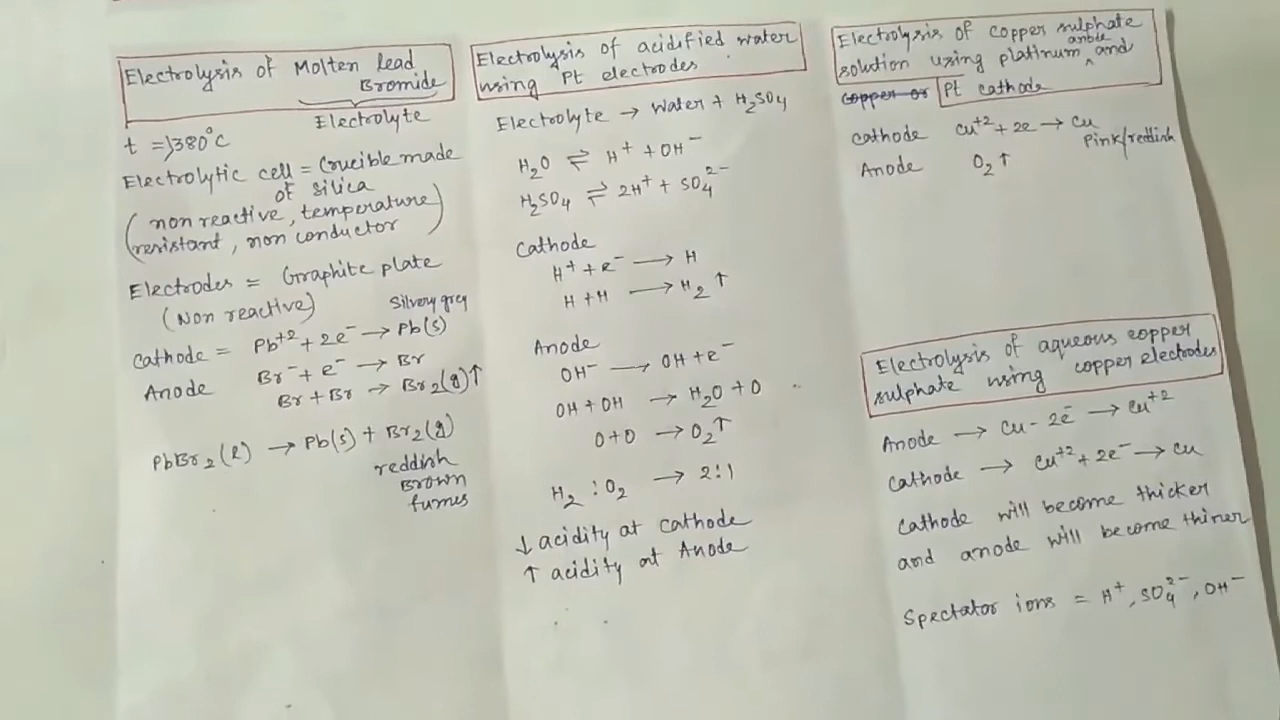 Electrolysis of Molten lead
Bromide
Electrolyte
t =>380°C
Electrolytic cell = Crucible made
of silica
(non reactive, temperature
resistant, non conductor)
Electrodes = Graphite plate
(Non reactive)
Silvery grey
Cathode = Pb⁺² + 2e⁻ → Pb(s)
Anode Br⁻ + e⁻ → Br
Br + Br → Br₂(g)↑
PbBr₂(l) → Pb(s) + Br₂(g)
reddish
Brown
fumes
Electrolysis of acidified water
using Pt electrodes
Electrolyte → Water + H₂SO₄
H₂O ⇌ H⁺ + OH⁻
H₂SO₄ ⇌ 2H⁺ + SO₄²⁻
Cathode
H⁺ + e⁻ → H
H + H → H₂↑
Anode
OH⁻ → OH + e⁻
OH + OH → H₂O + O
O + O → O₂↑
H₂ : O₂ → 2:1
↓ acidity at Cathode
↑ acidity at Anode
Electrolysis of copper sulphate
solution using platinum anode and
copper or Pt cathode
Cathode Cu⁺² + 2e → Cu
Pink/reddish
Anode O₂↑
Electrolysis of aqueous copper
sulphate using copper electrodes
Anode → Cu - 2e⁻ → Cu⁺²
Cathode → Cu⁺² + 2e⁻ → Cu
Cathode will become thicker
and anode will become thiner
Spectator ions = H⁺, SO₄²⁻, OH⁻